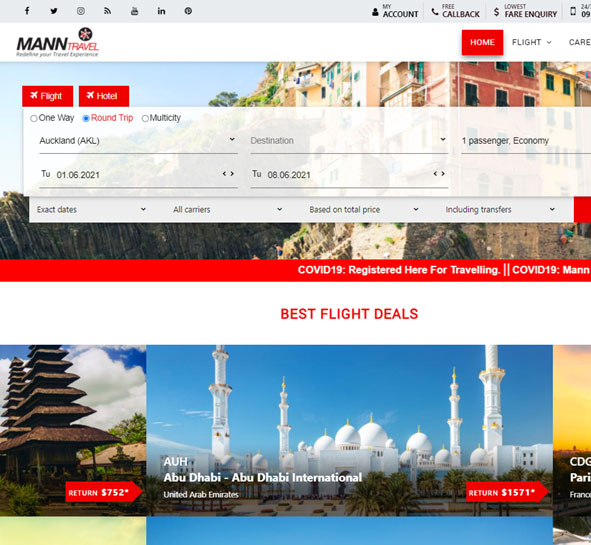 MY
ACCOUNT
FREE
CALLBACK
$ LOWEST
FARE ENQUIRY
24/7
09
MANN
TRAVEL
Redefine your Travel Experience
HOME
FLIGHT
CARE
Flight
Hotel
One Way
Round Trip
Multicity
Auckland (AKL)
Destination
1 passenger, Economy
Tu 01.06.2021
Tu 08.06.2021
Exact dates
All carriers
Based on total price
Including transfers
COVID19: Registered Here For Travelling. || COVID19: Mann
BEST FLIGHT DEALS
RETURN $752*
AUH
Abu Dhabi - Abu Dhabi International
United Arab Emirates
RETURN $1571*
CDG
Pari
France